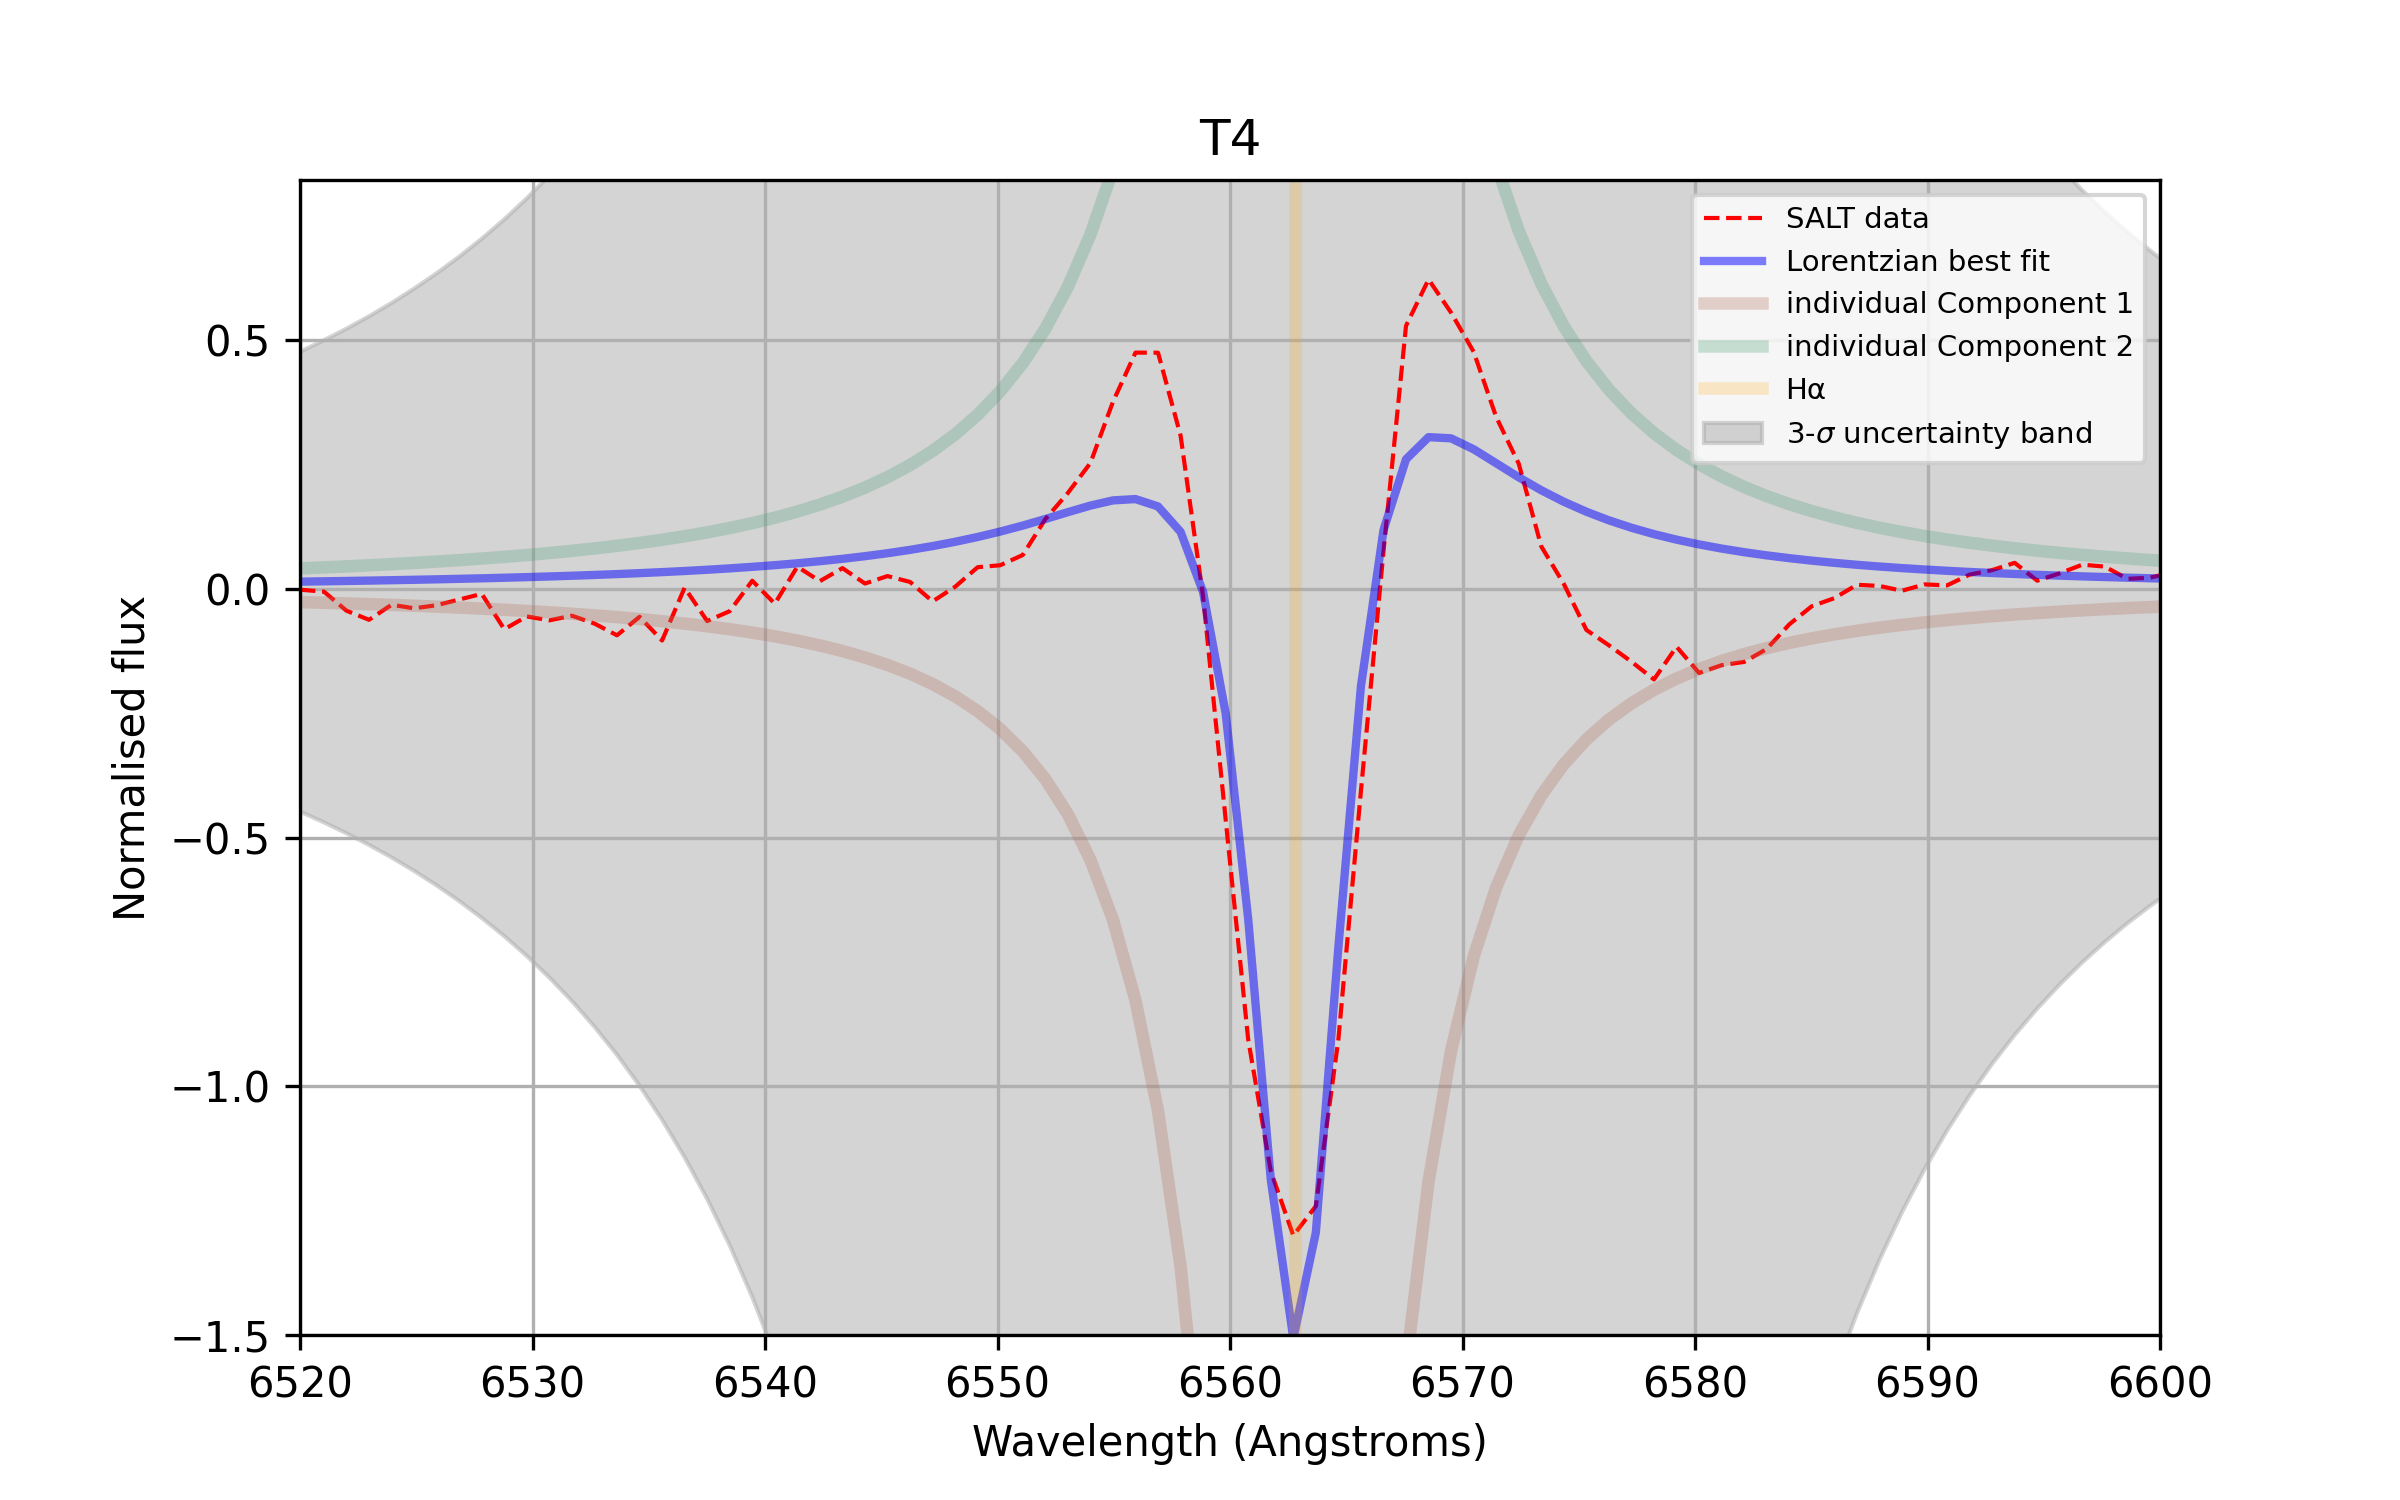 T4
SALT data
Lorentzian best fit
individual Component 1
individual Component 2
Hα
3-σ uncertainty band
Normalised flux
0.5
0.0
−0.5
−1.0
−1.5
6520 6530 6540 6550 6560 6570 6580 6590 6600
Wavelength (Angstroms)